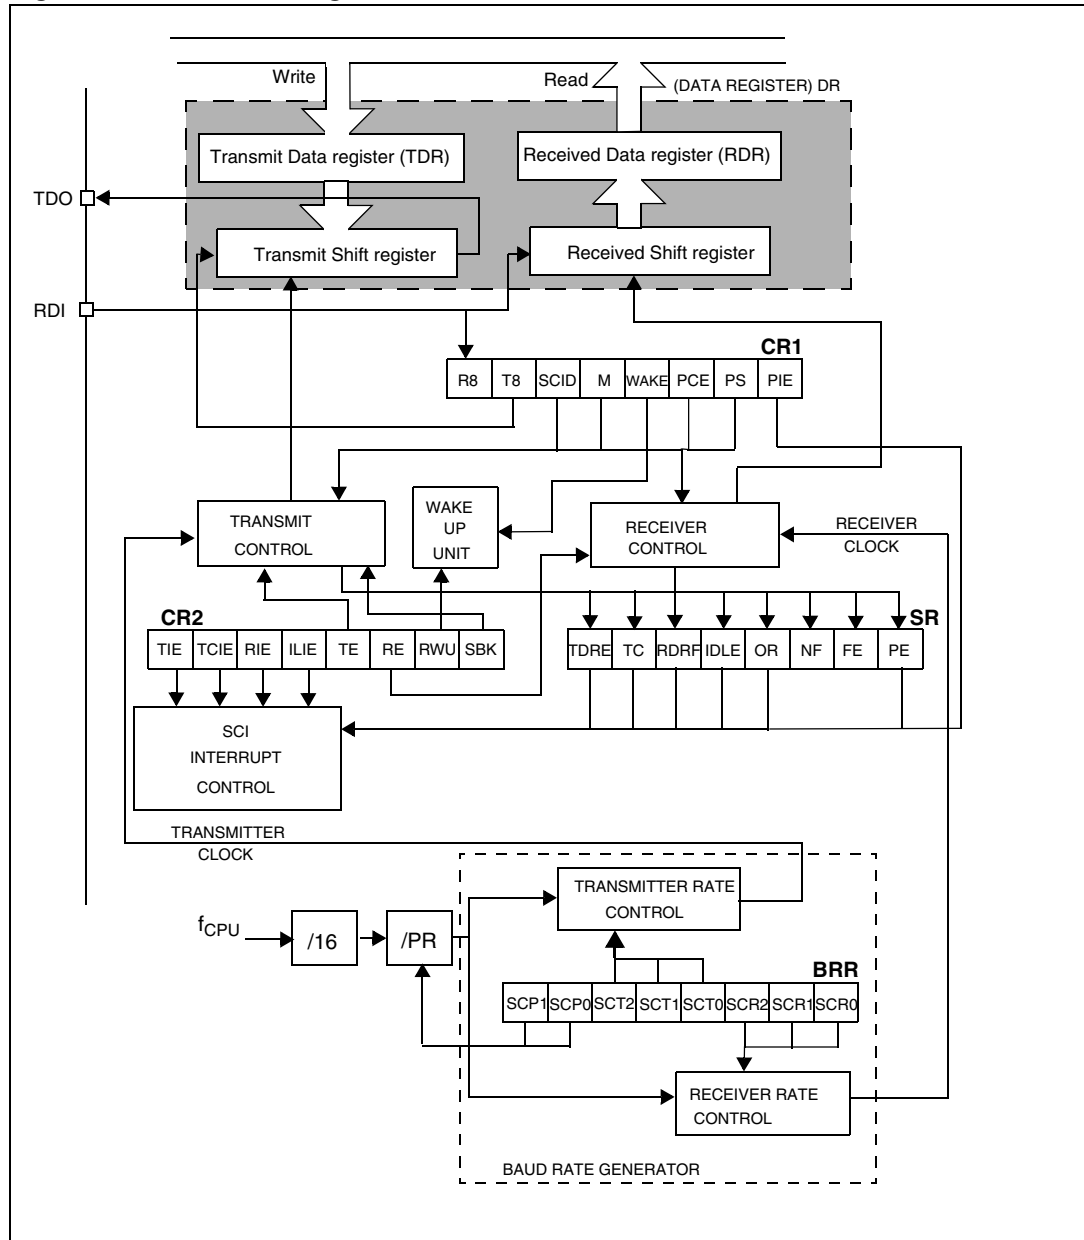 Write
Read
(DATA REGISTER) DR
Transmit Data register (TDR)
Received Data register (RDR)
TDO
Transmit Shift register
Received Shift register
RDI
CR1
R8 T8 SCID M WAKE PCE PS PIE
TRANSMIT
CONTROL
WAKE
UP
UNIT
RECEIVER
CONTROL
RECEIVER
CLOCK
CR2
TIE TCIE RIE ILIE TE RE RWU SBK
SR
TDRE TC RDRF IDLE OR NF FE PE
SCI
INTERRUPT
CONTROL
TRANSMITTER
CLOCK
TRANSMITTER RATE
CONTROL
fCPU
/16
/PR
BRR
SCP1 SCP0 SCT2 SCT1 SCT0 SCR2 SCR1 SCR0
RECEIVER RATE
CONTROL
BAUD RATE GENERATOR